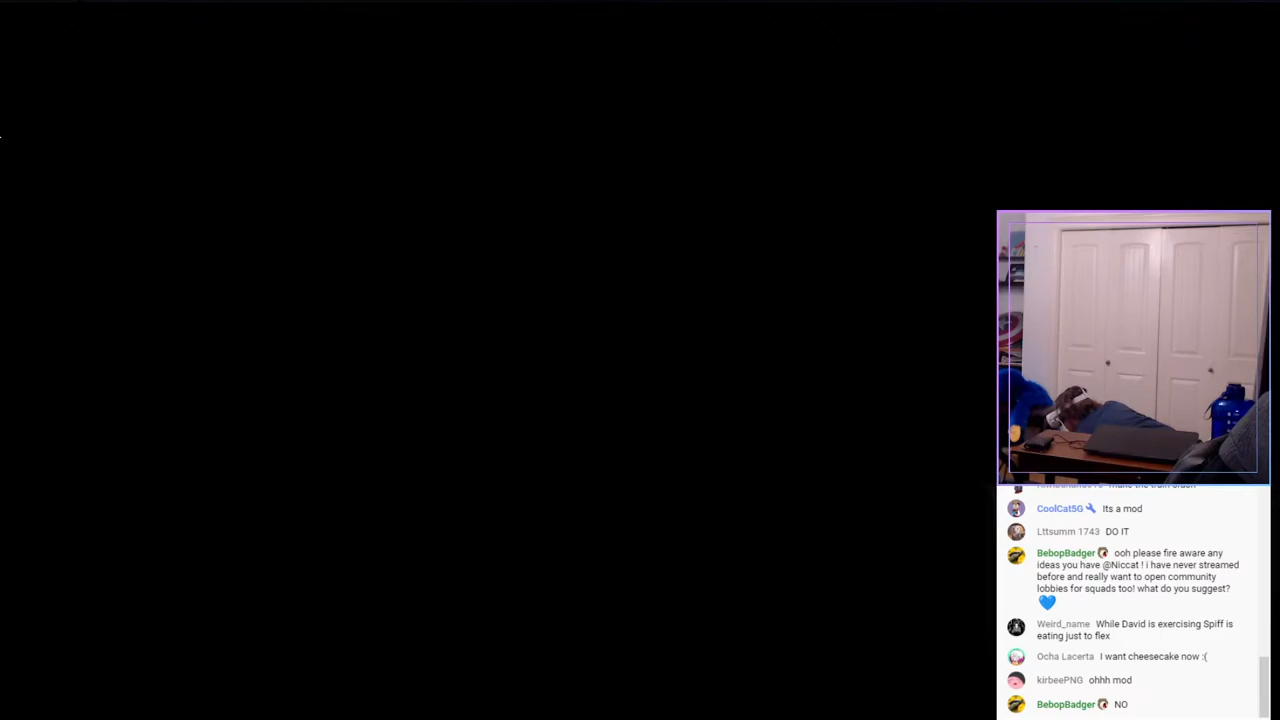 CoolCat5G Its a mod
Lttsumm 1743 DO IT
BebopBadger ooh please fire aware any
ideas you have @Niccat ! i have never streamed
before and really want to open community
lobbies for squads too! what do you suggest?
Weird_name While David is exercising Spiff is
eating just to flex
Ocha Lacerta I want cheesecake now :(
kirbeePNG ohhh mod
BebopBadger NO